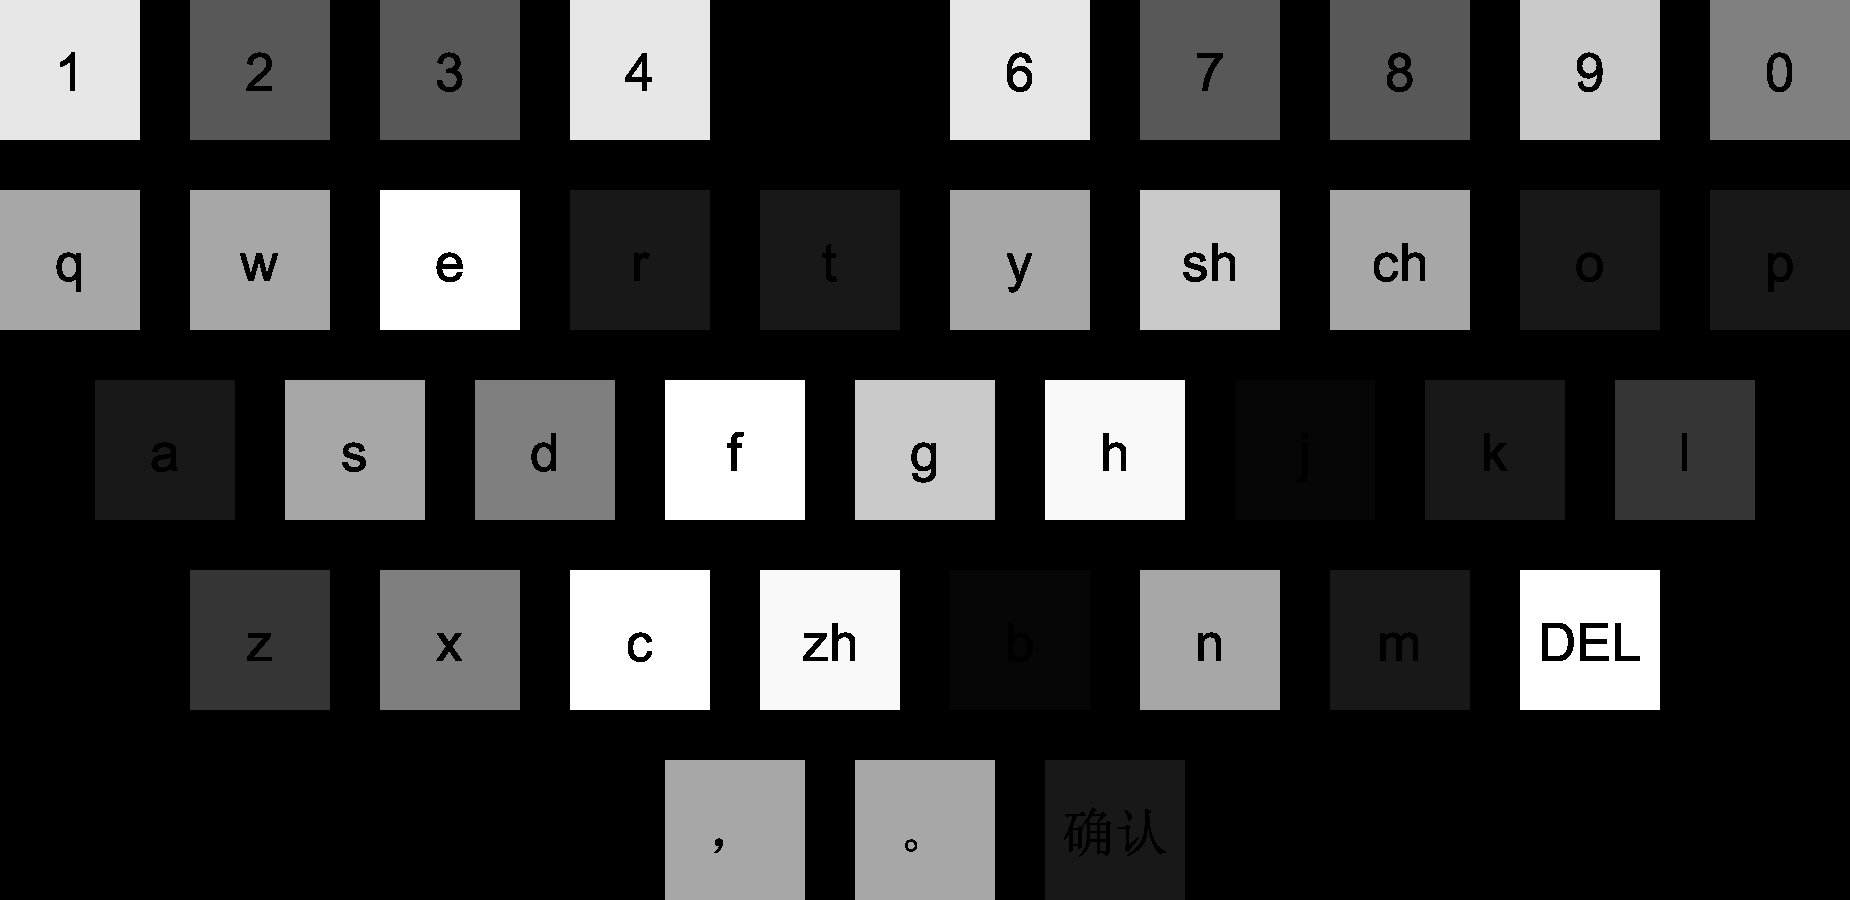 1 2 3 4 6 7 8 9 0
q w e r t y sh ch o p
a s d f g h j k l
z x c zh b n m DEL
， 。 确认